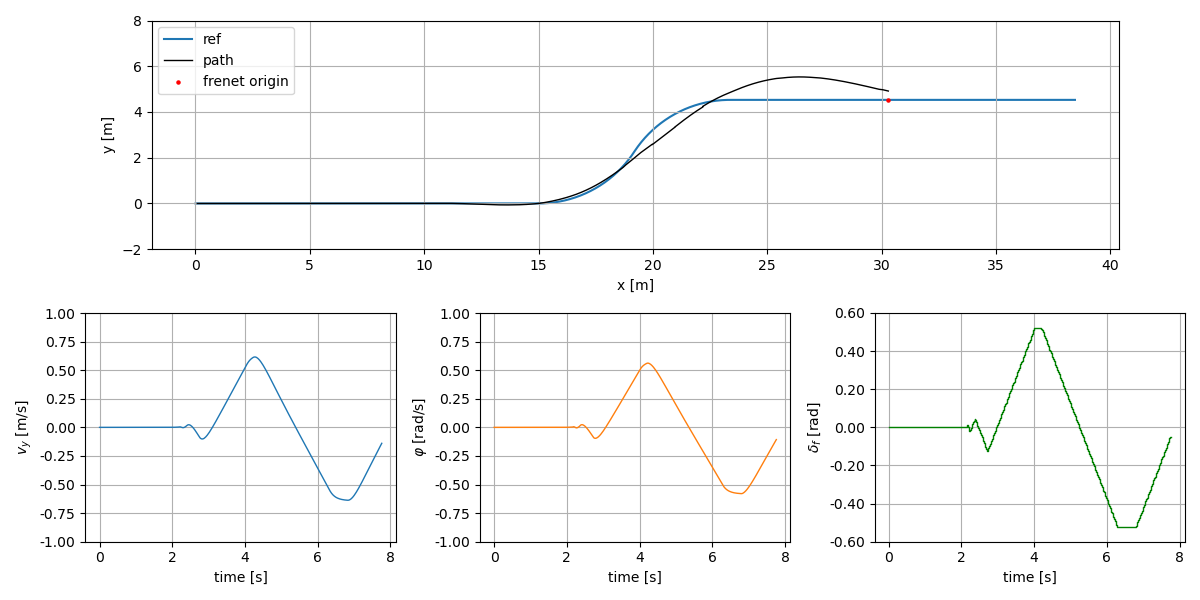 8
6
4
2
0
−2
y [m]
ref
path
frenet origin
0 5 10 15 20 25 30 35 40
x [m]
1.00
0.75
0.50
0.25
0.00
-0.25
-0.50
-0.75
-1.00
v_y [m/s]
0 2 4 6 8
time [s]
1.00
0.75
0.50
0.25
0.00
-0.25
-0.50
-0.75
-1.00
φ [rad/s]
0 2 4 6 8
time [s]
0.60
0.40
0.20
0.00
-0.20
-0.40
-0.60
δ_f [rad]
0 2 4 6 8
time [s]